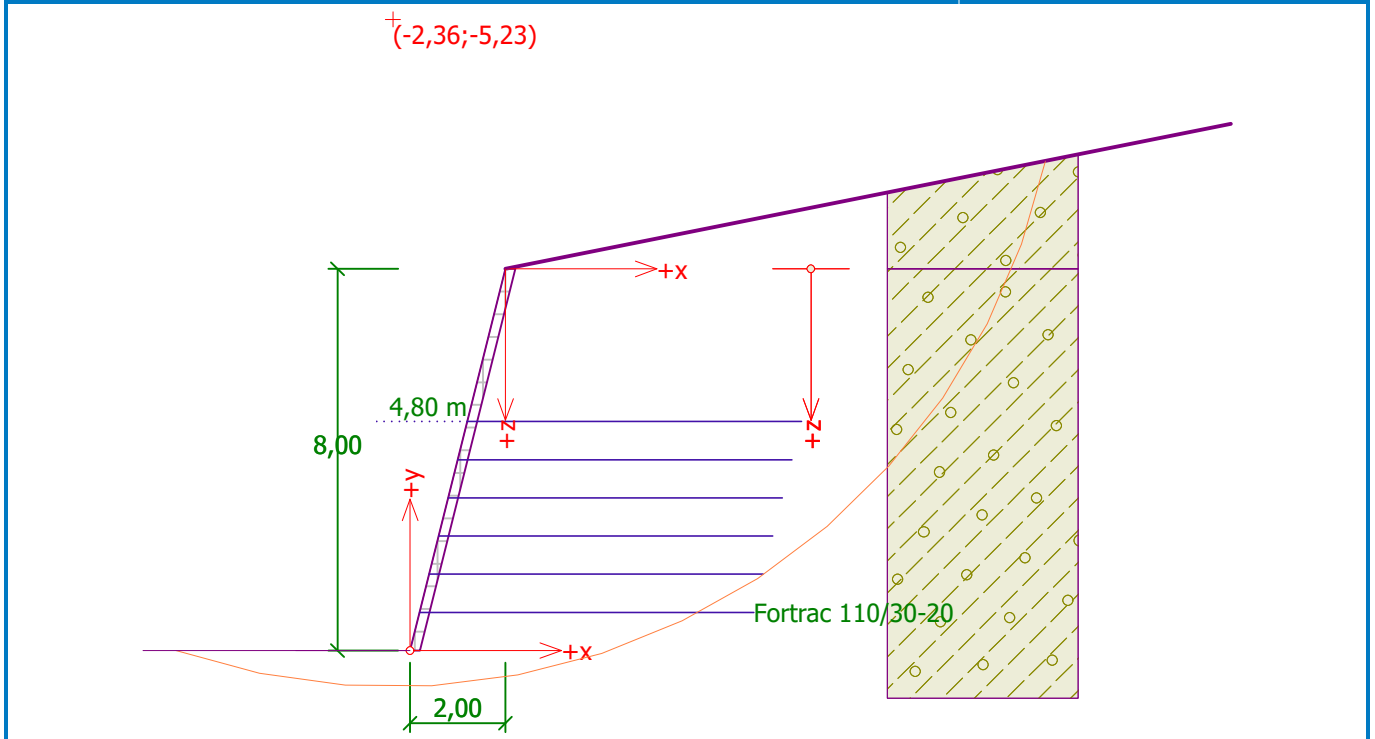 (-2,36;-5,23)
+x
4,80 m
+z
+z
8,00
+y
Fortrac 110/30-20
+x
2,00